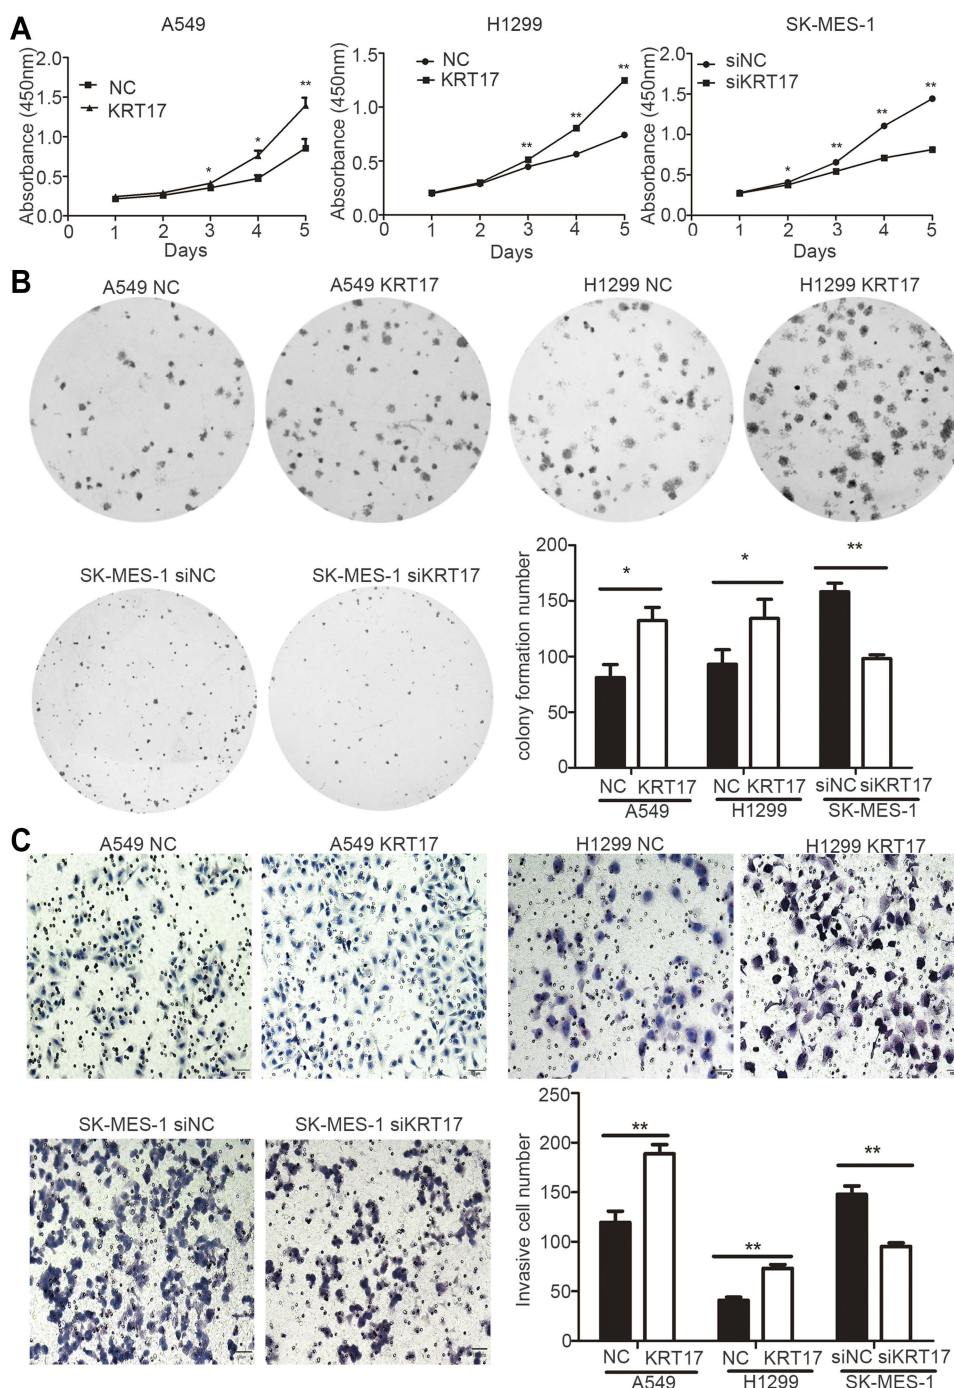 A
A549
H1299
SK-MES-1
Absorbance (450nm)
2.0
1.5
1.0
0.5
0.0
NC
KRT17
*
*
**
0
1
2
3
4
5
Days
Absorbance (450nm)
1.5
1.0
0.5
0.0
NC
KRT17
**
**
**
0
1
2
3
4
5
Days
Absorbance (450nm)
2.0
1.5
1.0
0.5
0.0
siNC
siKRT17
*
**
**
**
0
1
2
3
4
5
Days
B
A549 NC
A549 KRT17
H1299 NC
H1299 KRT17
SK-MES-1 siNC
SK-MES-1 siKRT17
colony formation number
200
150
100
50
0
*
*
**
NC KRT17
NC KRT17
siNC siKRT17
A549
H1299
SK-MES-1
C
A549 NC
A549 KRT17
H1299 NC
H1299 KRT17
SK-MES-1 siNC
SK-MES-1 siKRT17
Invasive cell number
250
200
150
100
50
0
**
**
**
NC KRT17
NC KRT17
siNC siKRT17
A549
H1299
SK-MES-1